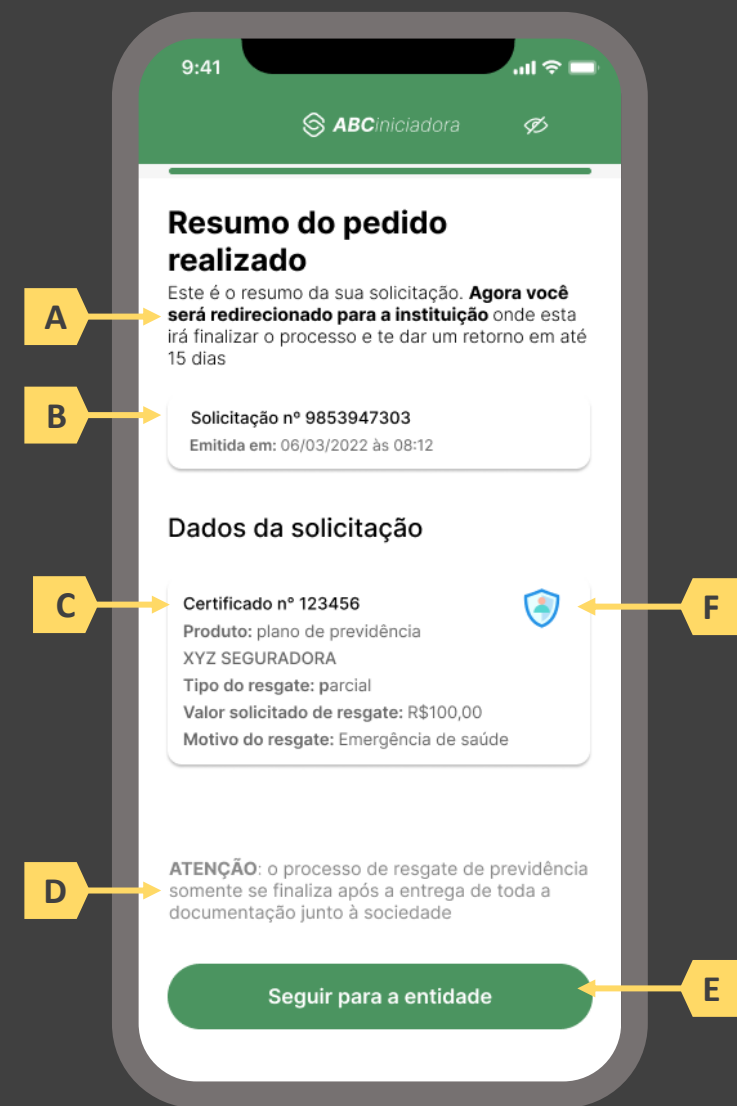 9:41
ABCiniciadora
Resumo do pedido
realizado
Este é o resumo da sua solicitação. Agora você
A
será redirecionado para a instituição onde esta
irá finalizar o processo e te dar um retorno em até
15 dias
B
Solicitação nº 9853947303
Emitida em: 06/03/2022 às 08:12
Dados da solicitação
C
Certificado nº 123456
F
Produto: plano de previdência
XYZ SEGURADORA
Tipo do resgate: parcial
Valor solicitado de resgate: R$100,00
Motivo do resgate: Emergência de saúde
ATENÇÃO: o processo de resgate de previdência
D
somente se finaliza após a entrega de toda a
documentação junto à sociedade
Seguir para a entidade
E